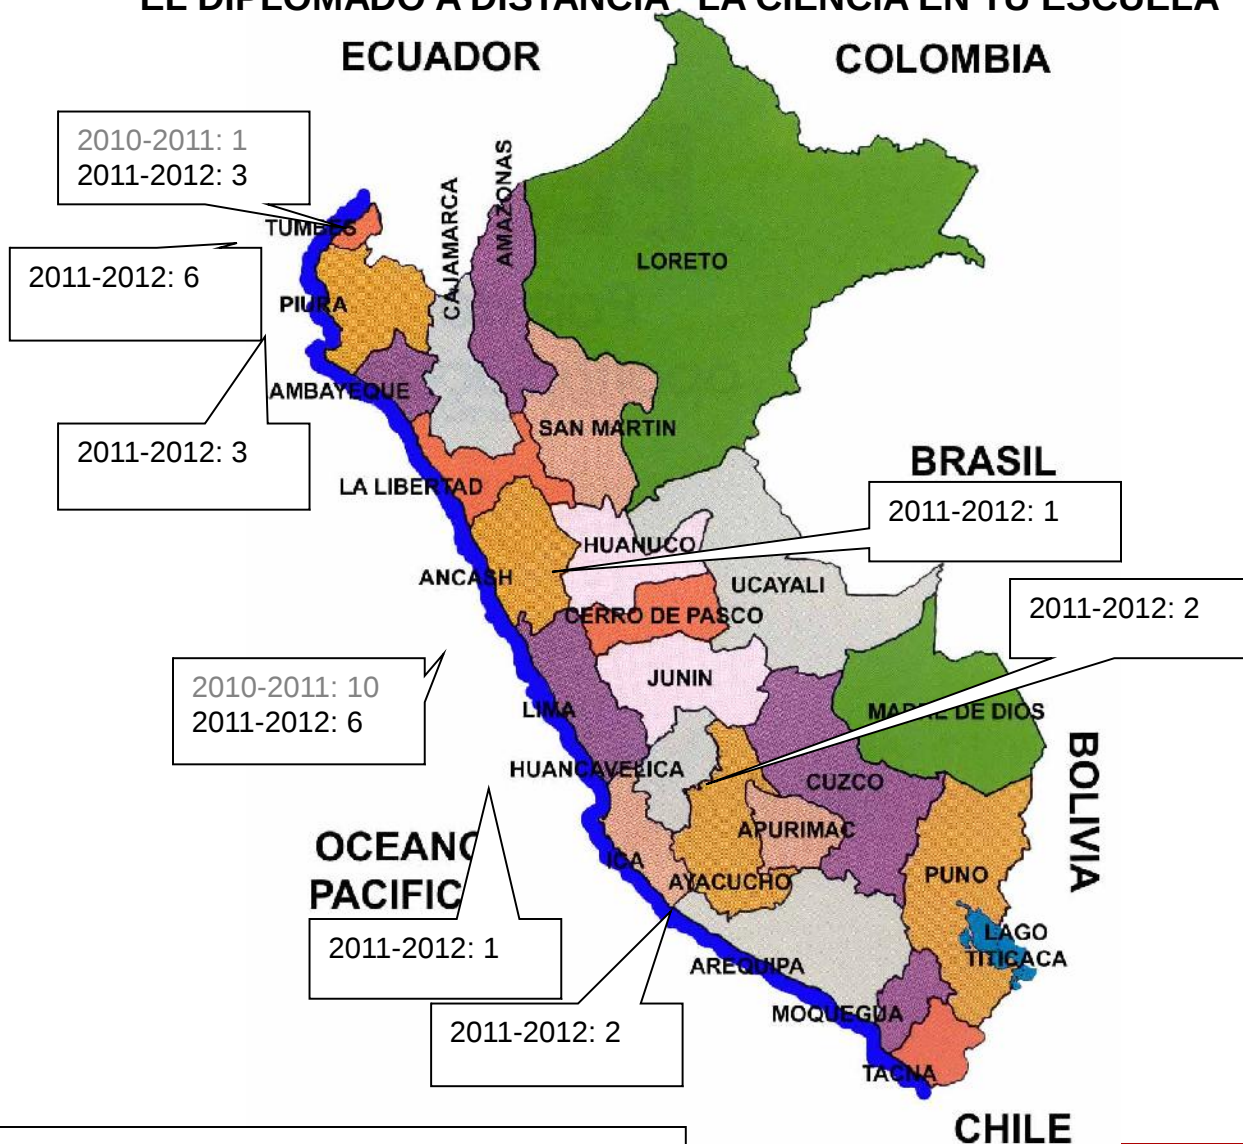 EL DIPLOMADO A DISTANCIA "LA CIENCIA EN TU ESCUELA"
ECUADOR
COLOMBIA
2010-2011: 1
2011-2012: 3
TUMBES
CAJAMARCA
AMAZONAS
LORETO
2011-2012: 6
PIURA
AMBAYEQUE
SAN MARTIN
2011-2012: 3
LA LIBERTAD
BRASIL
2011-2012: 1
HUANUCO
ANCASH
UCAYALI
CERRO DE PASCO
2011-2012: 2
JUNIN
2010-2011: 10
2011-2012: 6
LIMA
MADRE DE DIOS
HUANCAVELICA
CUZCO
BOLIVIA
APURIMAC
OCEANO
PACIFIC
ICA
AYACUCHO
PUNO
LAGO
TITICACA
2011-2012: 1
AREQUIPA
MOQUEGUA
2011-2012: 2
TACNA
CHILE